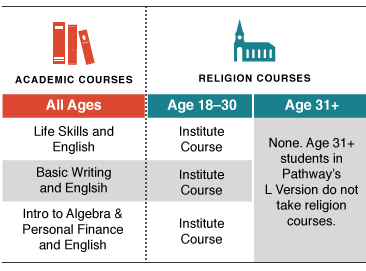 ACADEMIC COURSES
RELIGION COURSES
All Ages
Age 18–30
Age 31+
Life Skills and
English
Institute
Course
None. Age 31+
students in
Pathway's
L Version do not
take religion
courses.
Basic Writing
and Englsih
Institute
Course
Intro to Algebra &
Personal Finance
and English
Institute
Course